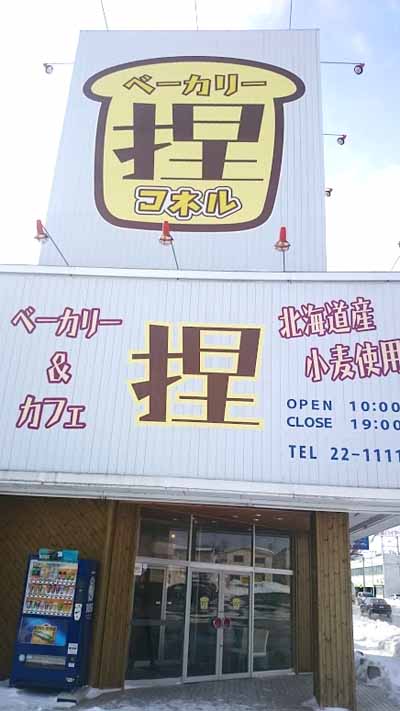 ベーカリー
捏
コネル
ベーカリー
&
カフェ
捏
北海道産
小麦使用
OPEN 10:00
CLOSE 19:00
TEL 22-1111